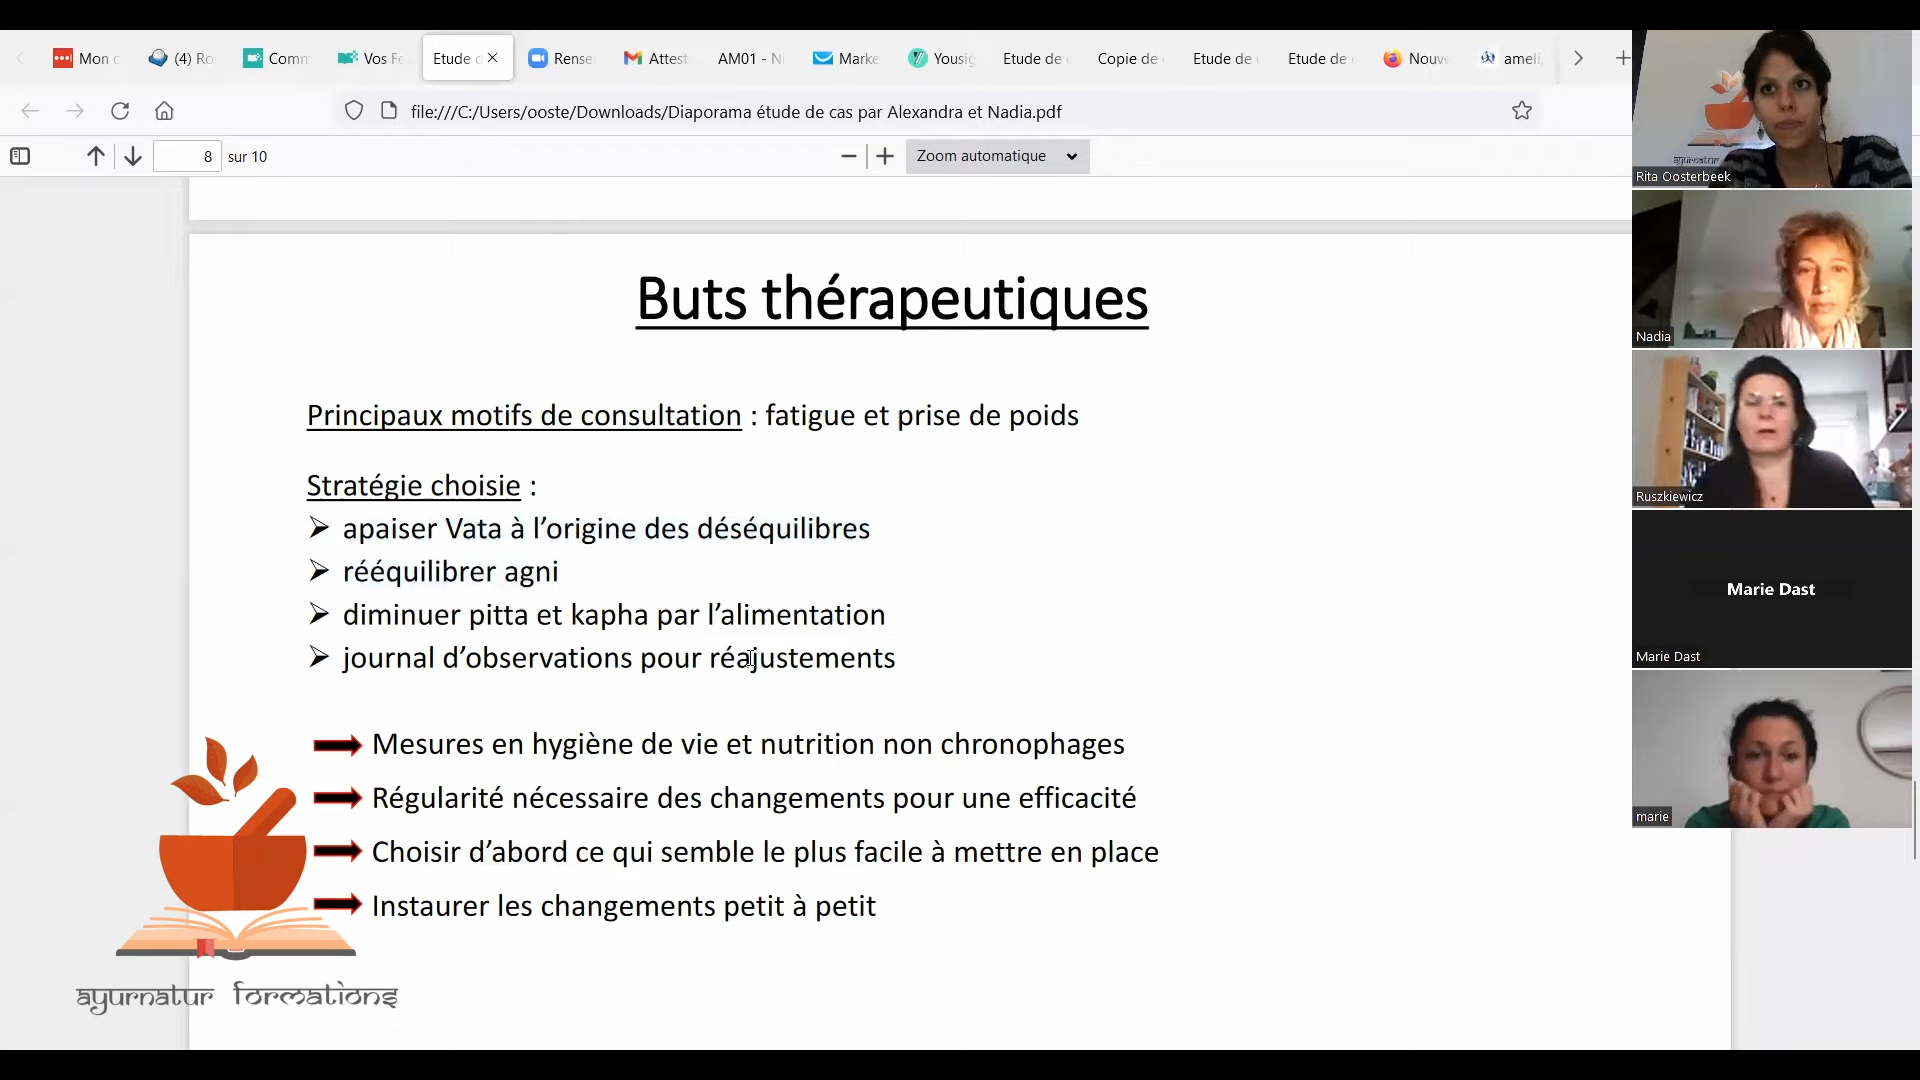 Mon c
(4) Ro
Comm
Vos Fo
Etude d
Rense
Attest
AM01 - N
Marke
Yousig
Etude de
Copie de
Etude de
Etude de
Nouve
ameli,
file:///C:/Users/ooste/Downloads/Diaporama étude de cas par Alexandra et Nadia.pdf
8 sur 10
Zoom automatique
Buts thérapeutiques
Principaux motifs de consultation : fatigue et prise de poids
Stratégie choisie :
➢ apaiser Vata à l’origine des déséquilibres
➢ rééquilibrer agni
➢ diminuer pitta et kapha par l’alimentation
➢ journal d’observations pour réajustements
Mesures en hygiène de vie et nutrition non chronophages
Régularité nécessaire des changements pour une efficacité
Choisir d’abord ce qui semble le plus facile à mettre en place
Instaurer les changements petit à petit
ayurnatur formations
ayurnatur
Rita Oosterbeek
Nadia
Ruszkiewicz
Marie Dast
Marie Dast
marie